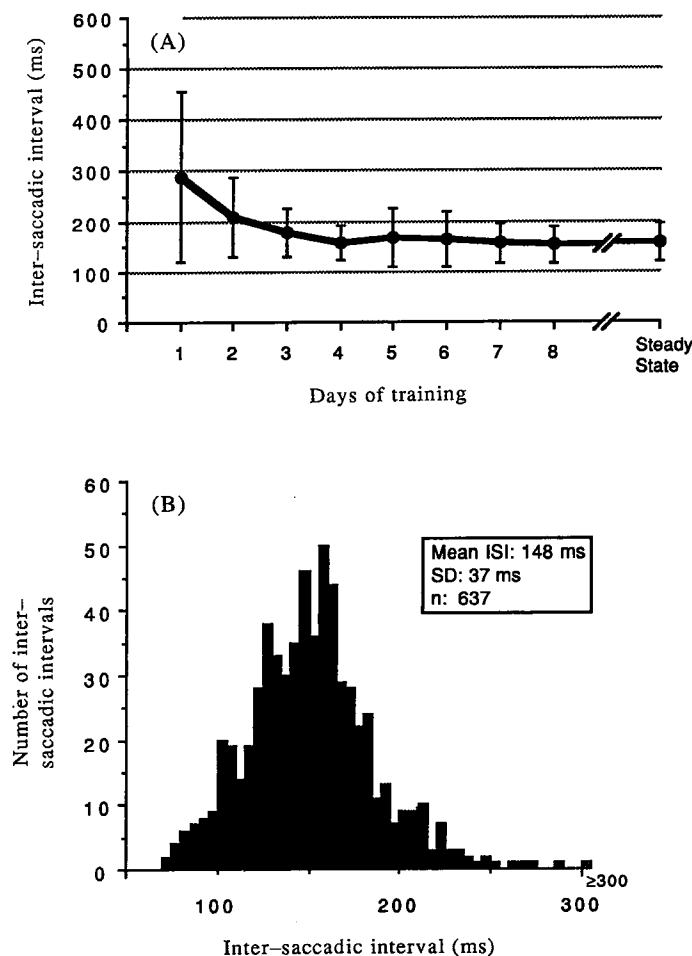 (A)
600
500
400
300
200
100
0
Inter-saccadic interval (ms)
1 2 3 4 5 6 7 8 Steady
State
Days of training
(B)
60
50
40
30
20
10
0
Number of inter-
saccadic intervals
Mean ISI: 148 ms
SD: 37 ms
n: 637
100 200 300 ≥300
Inter-saccadic interval (ms)